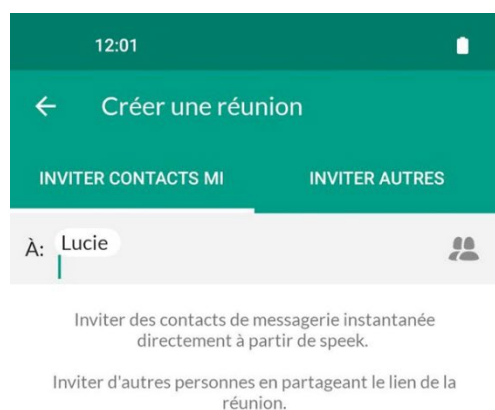 12:01
Créer une réunion
INVITER CONTACTS MI
INVITER AUTRES
À: Lucie
Inviter des contacts de messagerie instantanée
directement à partir de speek.
Inviter d'autres personnes en partageant le lien de la
réunion.